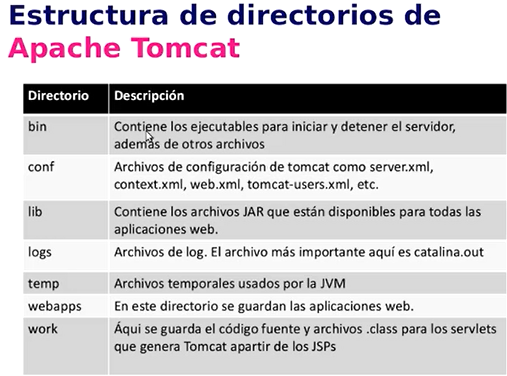 Estructura de directorios de
Apache Tomcat
Directorio Descripción
bin Contiene los ejecutables para iniciar y detener el servidor,
además de otros archivos
conf Archivos de configuración de tomcat como server.xml,
context.xml, web.xml, tomcat-users.xml, etc.
lib Contiene los archivos JAR que están disponibles para todas las
aplicaciones web.
logs Archivos de log. El archivo más importante aquí es catalina.out
temp Archivos temporales usados por la JVM
webapps En este directorio se guardan las aplicaciones web.
work Áqui se guarda el código fuente y archivos .class para los servlets
que genera Tomcat apartir de los JSPs